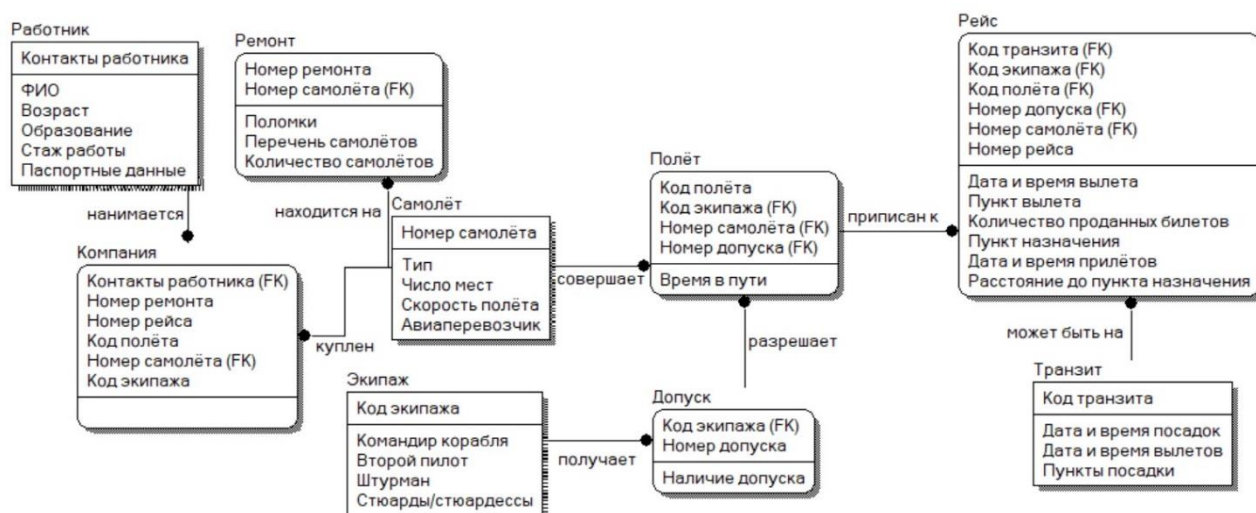 Работник
Контакты работника
ФИО
Возраст
Образование
Стаж работы
Паспортные данные
нанимается
Ремонт
Номер ремонта
Номер самолёта (FK)
Поломки
Перечень самолётов
Количество самолётов
находится на
Самолёт
Номер самолёта
Тип
Число мест
Скорость полёта
Авиаперевозчик
Компания
Контакты работника (FK)
Номер ремонта
Номер рейса
Код полёта
Номер самолёта (FK)
Код экипажа
куплен
совершает
Полёт
Код полёта
Код экипажа (FK)
Номер самолёта (FK)
Номер допуска (FK)
Время в пути
приписан к
Рейс
Код транзита (FK)
Код экипажа (FK)
Код полёта (FK)
Номер допуска (FK)
Номер самолёта (FK)
Номер рейса
Дата и время вылета
Пункт вылета
Количество проданных билетов
Пункт назначения
Дата и время прилётов
Расстояние до пункта назначения
разрешает
может быть на
Экипаж
Код экипажа
Командир корабля
Второй пилот
Штурман
Стюарды/стюардессы
получает
Допуск
Код экипажа (FK)
Номер допуска
Наличие допуска
Транзит
Код транзита
Дата и время посадок
Дата и время вылетов
Пункты посадки